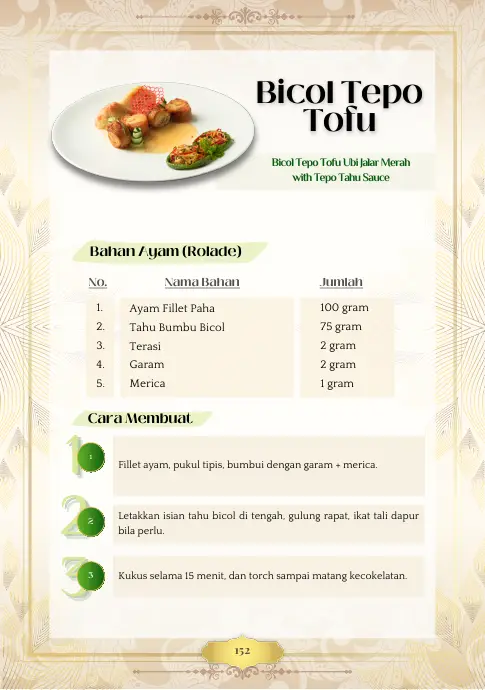 Bicol Tepo
Tofu
Bicol Tepo Tofu Ubi Jalar Merah
with Tepo Tahu Sauce
Bahan Ayam (Rolade)
No. Nama Bahan Jumlah
1. Ayam Fillet Paha 100 gram
2. Tahu Bumbu Bicol 75 gram
3. Terasi 2 gram
4. Garam 2 gram
5. Merica 1 gram
Cara Membuat
1 1
Fillet ayam, pukul tipis, bumbui dengan garam + merica.
2 2
Letakkan isian tahu bicol di tengah, gulung rapat, ikat tali dapur
bila perlu.
3 3
Kukus selama 15 menit, dan torch sampai matang kecokelatan.
152